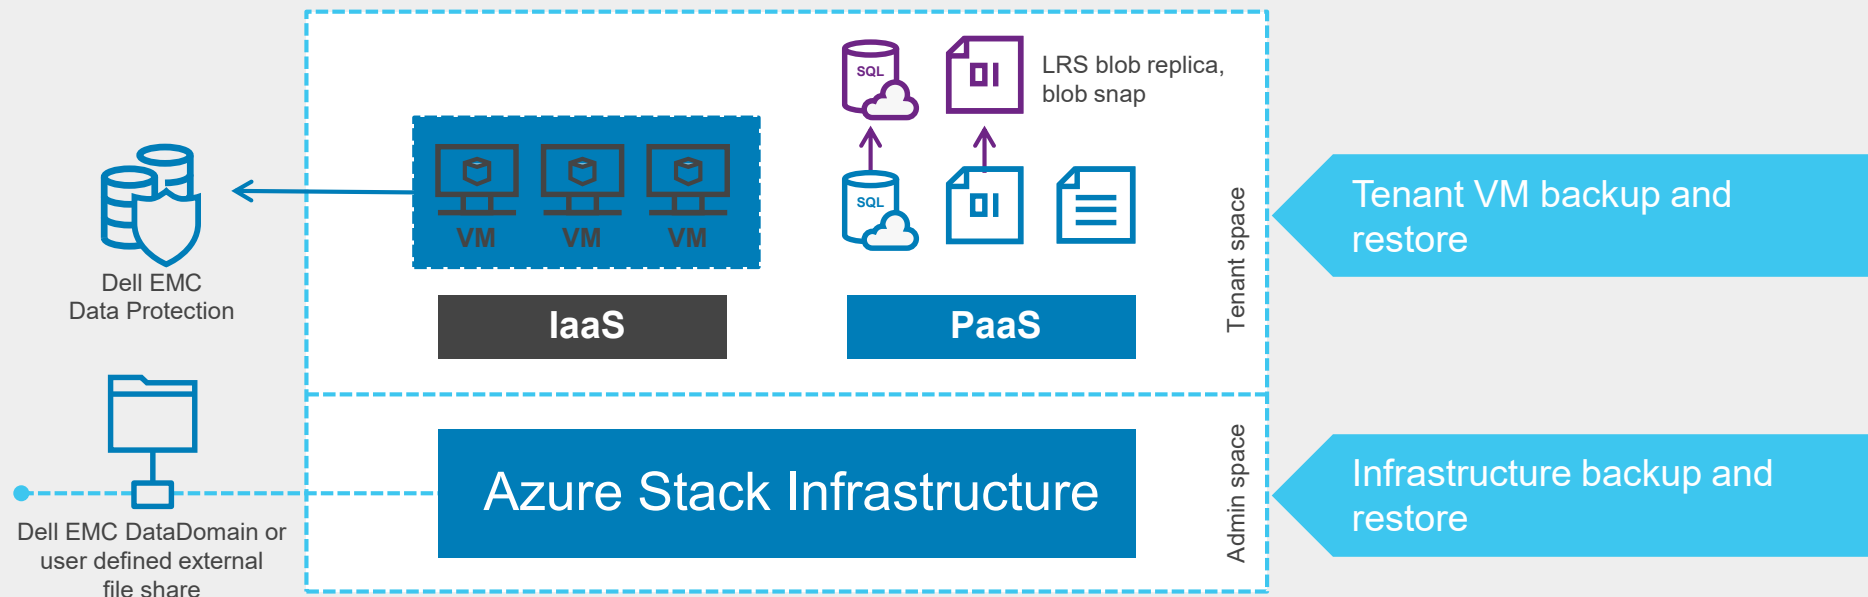 SQL
LRS blob replica,
blob snap
VM
VM
VM
SQL
Dell EMC
Data Protection
IaaS
PaaS
Tenant space
Tenant VM backup and
restore
Azure Stack Infrastructure
Admin space
Infrastructure backup and
restore
Dell EMC DataDomain or
user defined external
file share